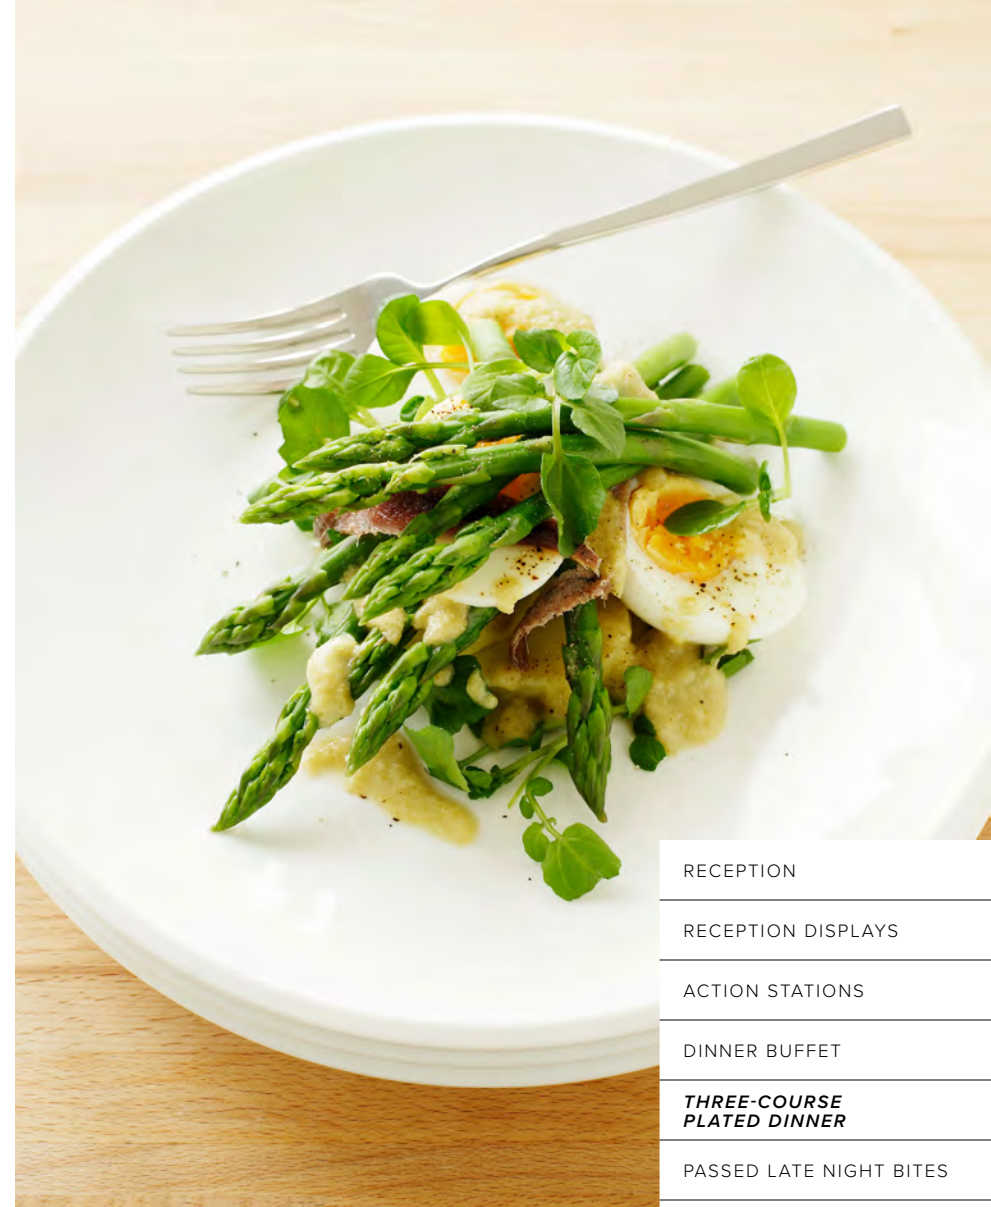 RECEPTION
RECEPTION DISPLAYS
ACTION STATIONS
DINNER BUFFET
THREE-COURSE
PLATED DINNER
PASSED LATE NIGHT BITES